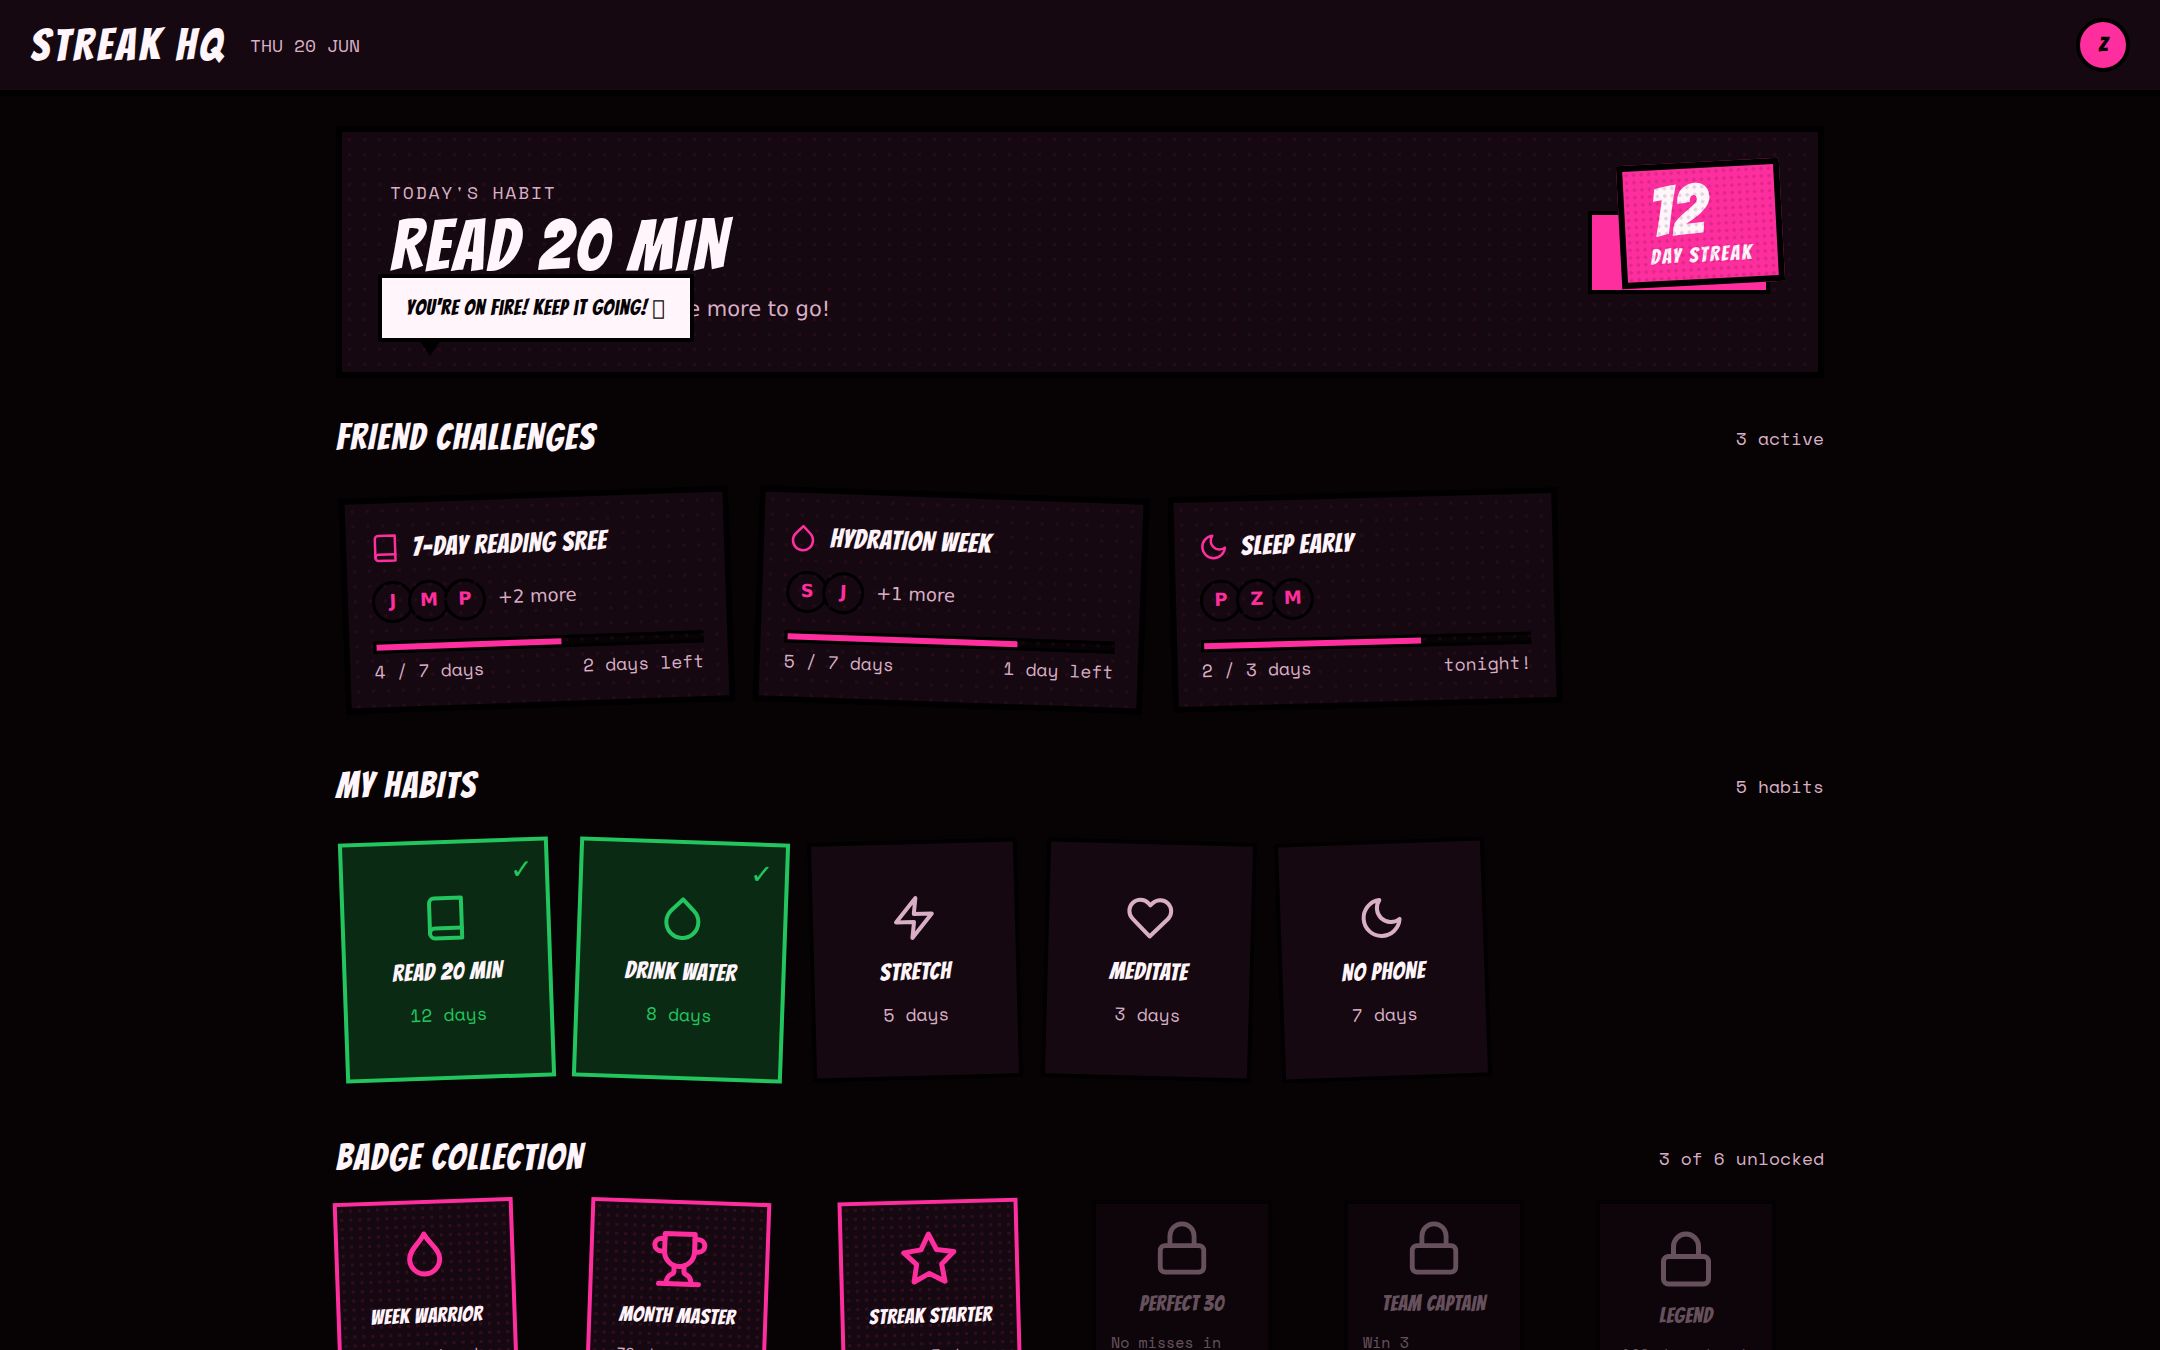 STREAK HQ THU 20 JUN Z
TODAY'S HABIT
READ 20 MIN
YOU'RE ON FIRE! KEEP IT GOING!
more to go!
12
DAY STREAK
FRIEND CHALLENGES 3 active
7-DAY READING SREE
J M P +2 more
4 / 7 days 2 days left
HYDRATION WEEK
S J +1 more
5 / 7 days 1 day left
SLEEP EARLY
P Z M
2 / 3 days tonight!
MY HABITS 5 habits
✓
READ 20 MIN
12 days
✓
DRINK WATER
8 days
STRETCH
5 days
MEDITATE
3 days
NO PHONE
7 days
BADGE COLLECTION 3 of 6 unlocked
WEEK WARRIOR
MONTH MASTER
STREAK STARTER
PERFECT 30
No misses in
TEAM CAPTAIN
Win 3
LEGEND